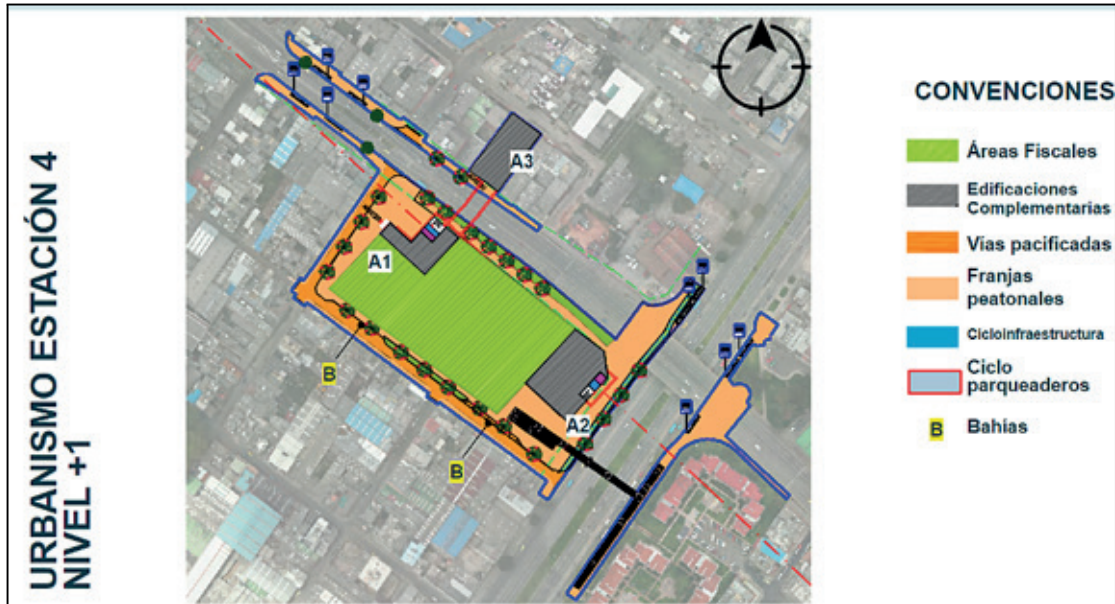 URBANISMO ESTACIÓN 4
NIVEL +1
A3
A1
A2
B
B
CONVENCIONES
Áreas Fiscales
Edificaciones
Complementarias
Vías pacificadas
Franjas
peatonales
Cicloinfraestructura
Ciclo
parqueaderos
B Bahías